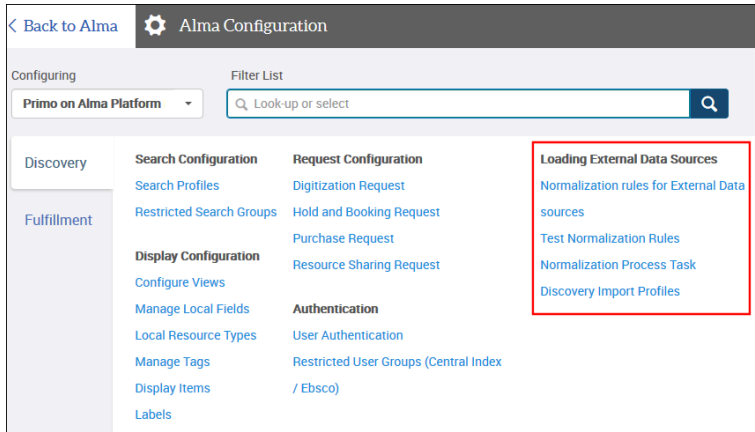 Back to Alma
Alma Configuration
Configuring
Filter List
Primo on Alma Platform
Look-up or select
Discovery
Fulfillment
Search Configuration
Search Profiles
Restricted Search Groups
Display Configuration
Configure Views
Manage Local Fields
Local Resource Types
Manage Tags
Display Items
Labels
Request Configuration
Digitization Request
Hold and Booking Request
Purchase Request
Resource Sharing Request
Authentication
User Authentication
Restricted User Groups (Central Index
/ Ebsco)
Loading External Data Sources
Normalization rules for External Data
sources
Test Normalization Rules
Normalization Process Task
Discovery Import Profiles